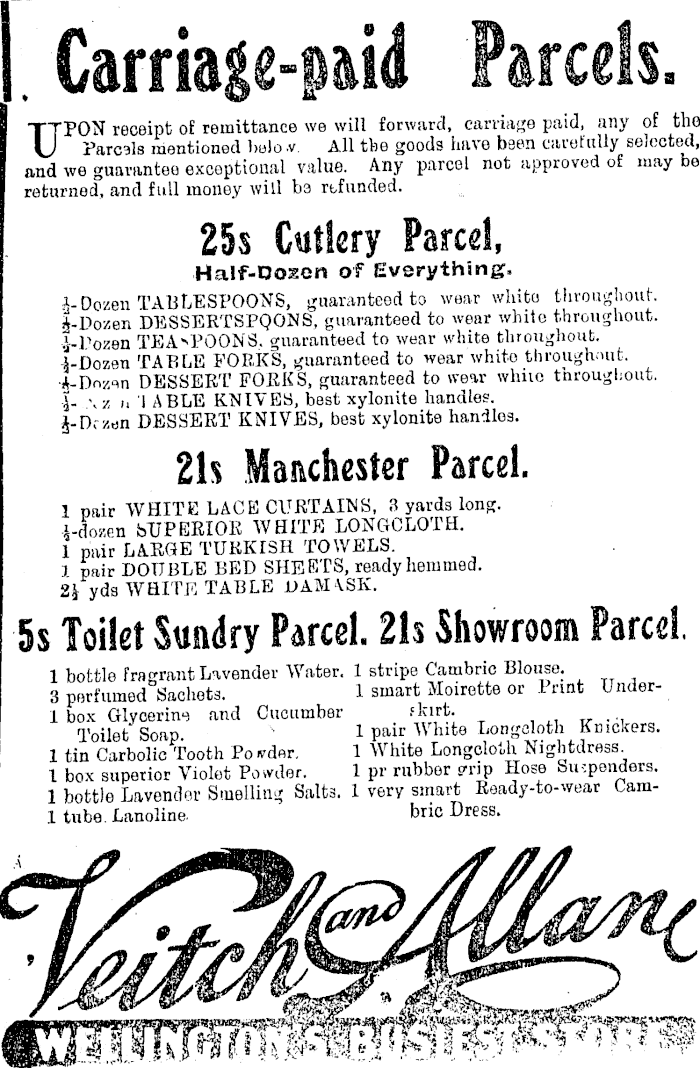 Carriage-paid Parcels.
UPON receipt of remittance we will forward, carriage paid, any of the
Parcels mentioned below. All the goods have been carefully selected,
and we guarantee exceptional value. Any parcel not approved of may be
returned, and full money will be refunded.
25s Cutlery Parcel,
Half-Dozen of Everything.
½-Dozen TABLESPOONS, guaranteed to wear white throughout.
½-Dozen DESSERTSPOONS, guaranteed to wear white throughout.
½-Dozen TEASPOONS, guaranteed to wear white throughout.
½-Dozen TABLE FORKS, guaranteed to wear white throughout.
½-Dozen DESSERT FORKS, guaranteed to wear white throughout.
½-Dozen TABLE KNIVES, best xylonite handles.
½-Dozen DESSERT KNIVES, best xylonite handles.
21s Manchester Parcel.
1 pair WHITE LACE CURTAINS, 3 yards long.
½-dozen SUPERIOR WHITE LONGCLOTH.
1 pair LARGE TURKISH TOWELS.
1 pair DOUBLE BED SHEETS, ready hemmed.
2½ yds WHITE TABLE DAMASK.
5s Toilet Sundry Parcel.
1 bottle fragrant Lavender Water.
3 perfumed Sachets.
1 box Glycerine and Cucumber
Toilet Soap.
1 tin Carbolic Tooth Powder.
1 box superior Violet Powder.
1 bottle Lavender Smelling Salts.
1 tube Lanoline.
21s Showroom Parcel.
1 stripe Cambric Blouse.
1 smart Moirette or Print Under-
skirt.
1 pair White Longcloth Knickers.
1 White Longcloth Nightdress.
1 pr rubber grip Hose Suspenders.
1 very smart Ready-to-wear Cam-
bric Dress.
Veitch and Allan
WELLINGTON'S BUSIEST STORE